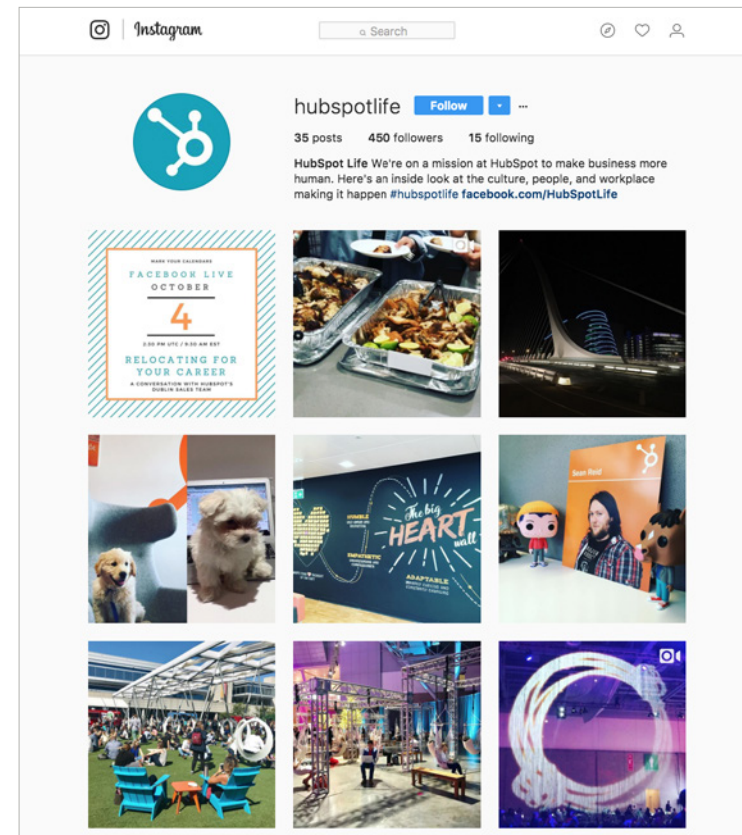 Instagram
Search
hubspotlife Follow
35 posts 450 followers 15 following
HubSpot Life We're on a mission at HubSpot to make business more
human. Here's an inside look at the culture, people, and workplace
making it happen #hubspotlife facebook.com/HubSpotLife
MARK YOUR CALENDARS
FACEBOOK LIVE
OCTOBER
4
2:30 PM UTC / 9:30 AM EST
RELOCATING FOR
YOUR CAREER
A CONVERSATION WITH HUBSPOT'S
DUBLIN SALES TEAM
The big
HEART
wall
HUMBLE
EMPATHETIC
ADAPTABLE
Sean Reid